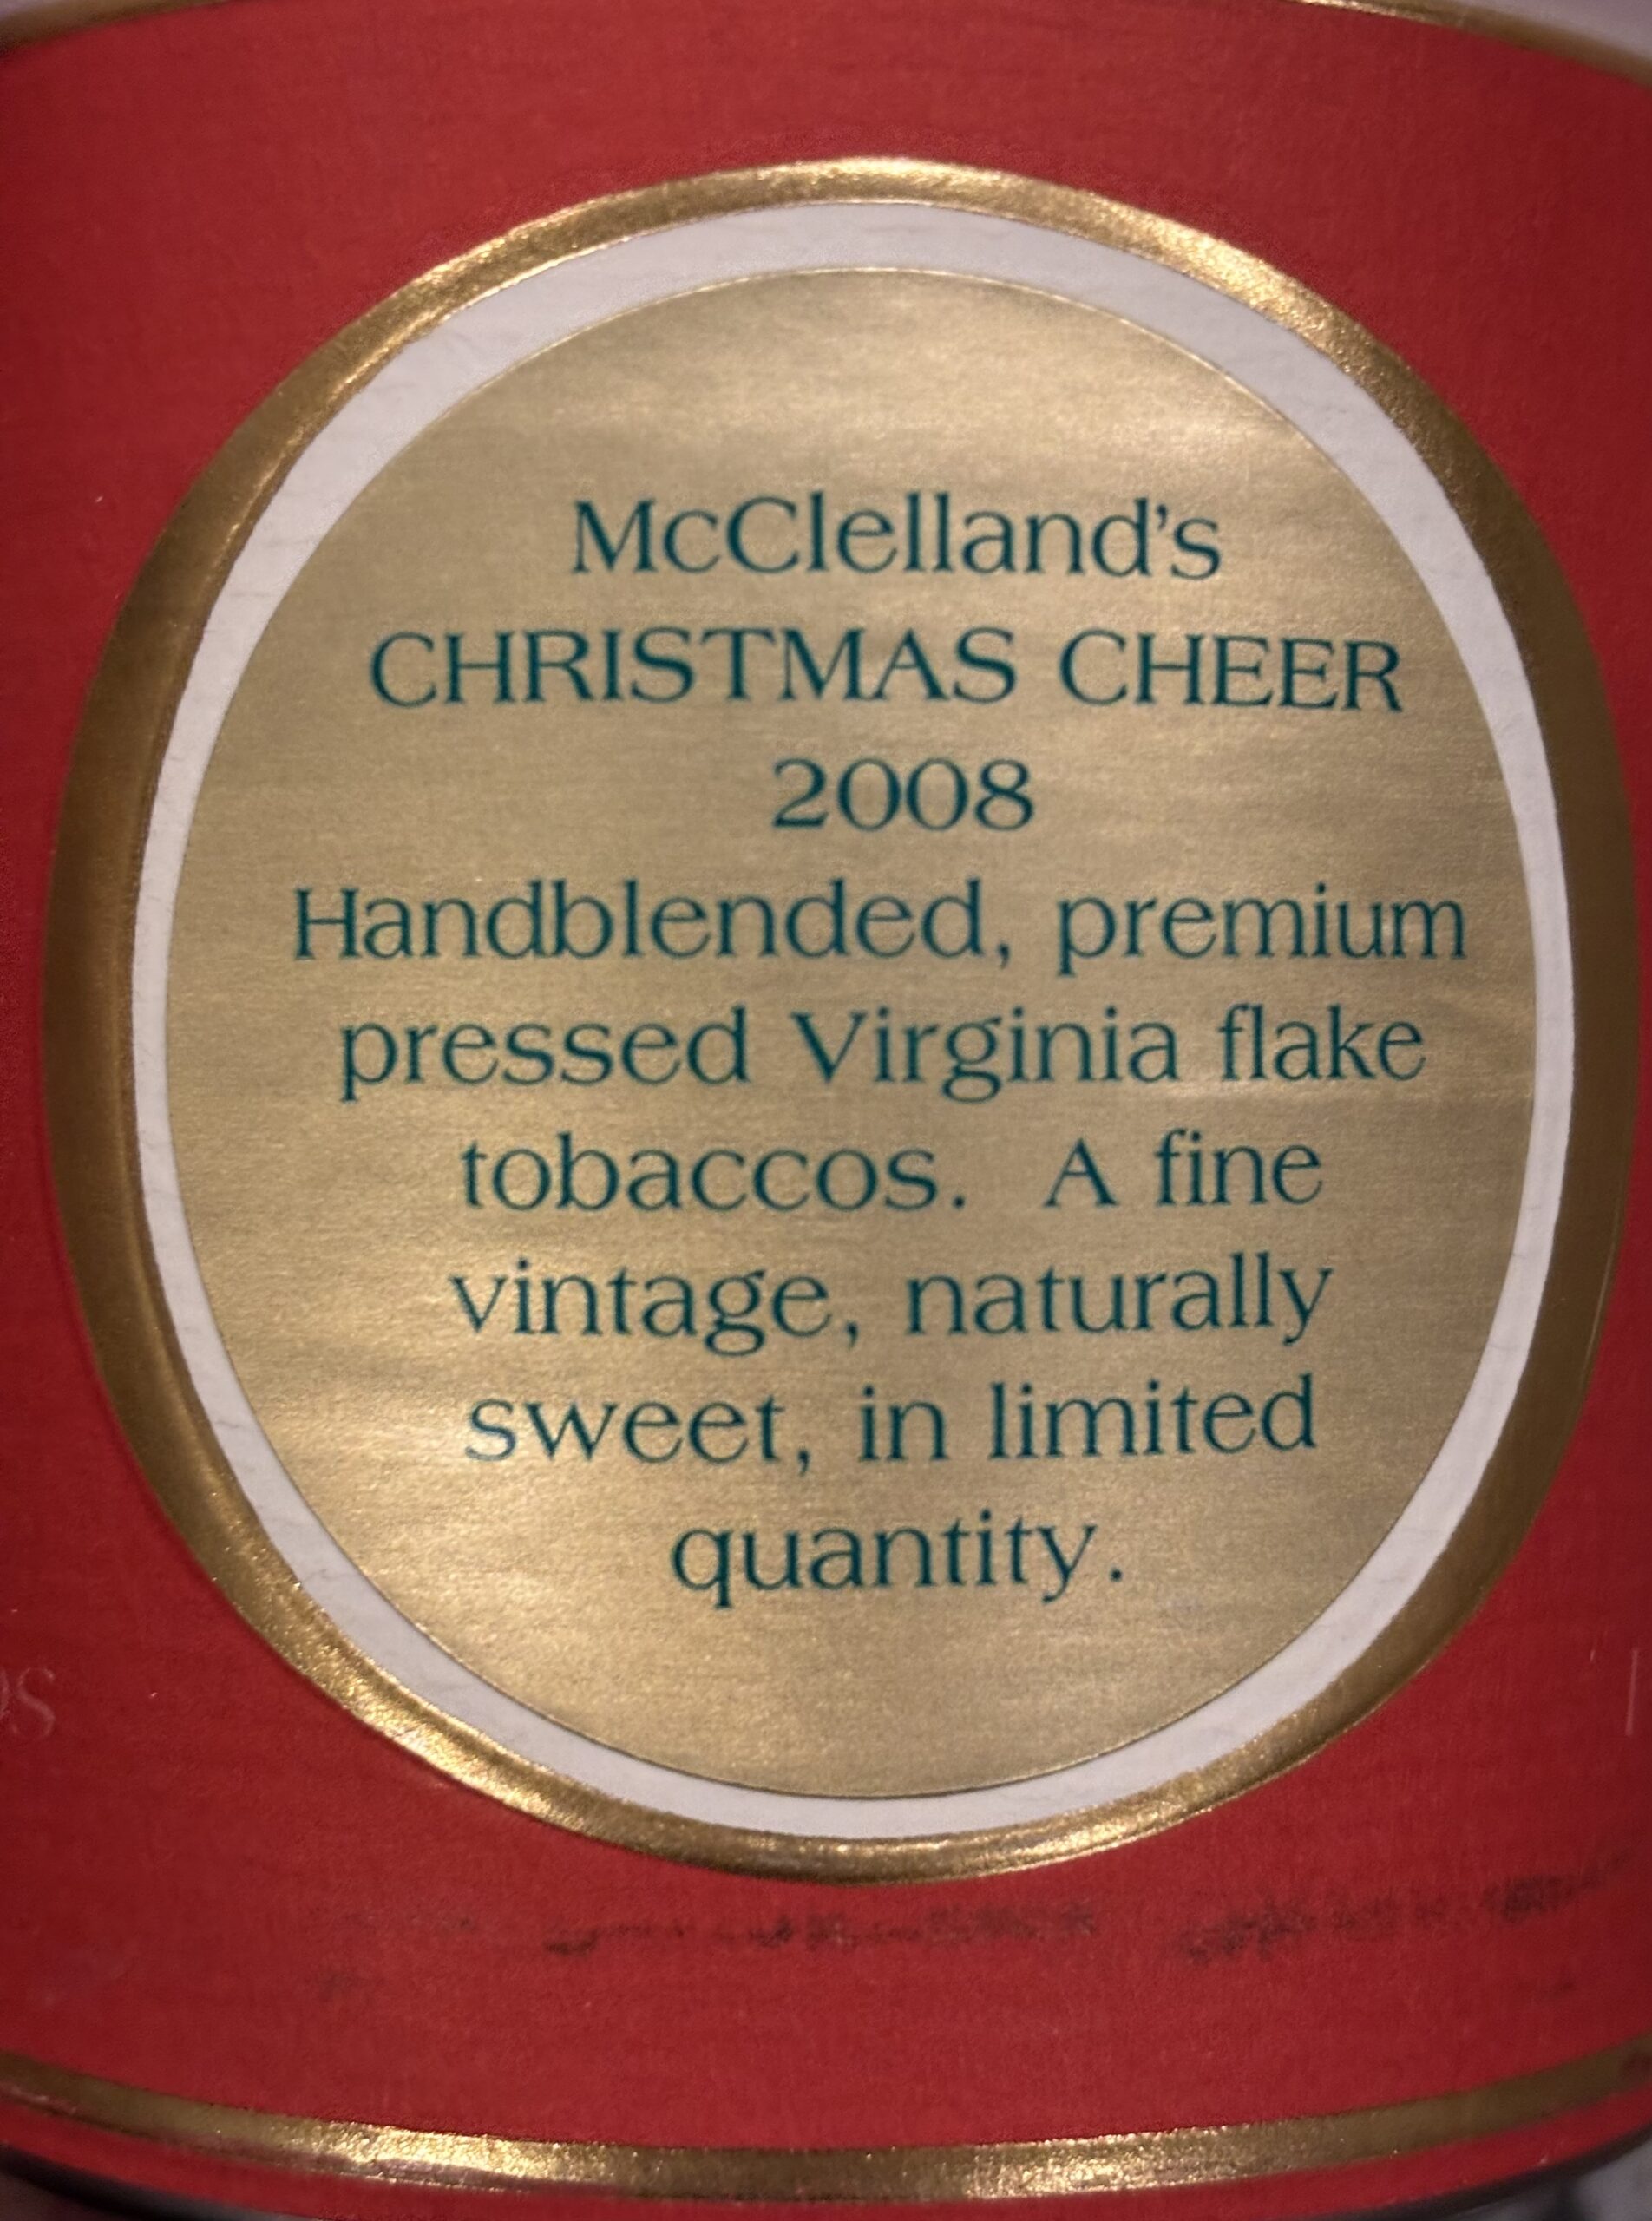 McClelland's
CHRISTMAS CHEER
2008
Handblended, premium
pressed Virginia flake
tobaccos.  A fine
vintage, naturally
sweet, in limited
quantity.